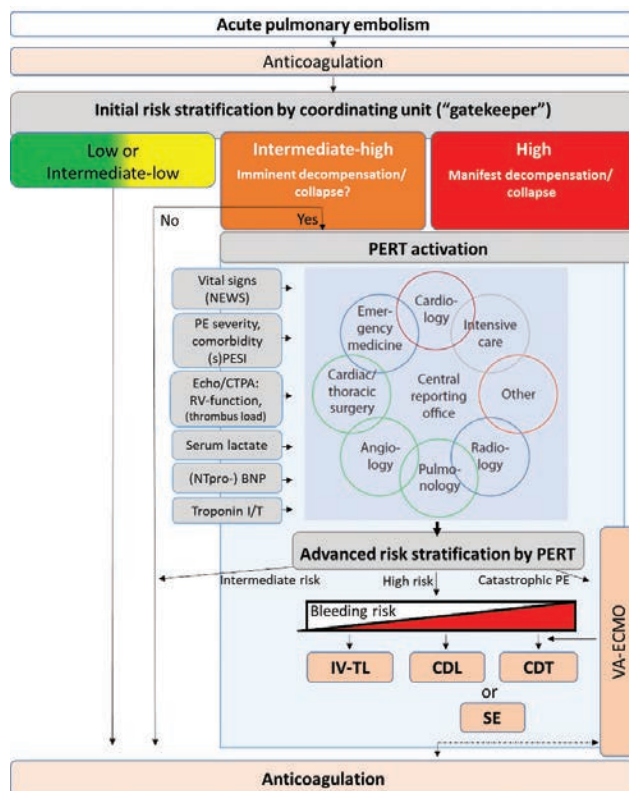 Acute pulmonary embolism
Anticoagulation
Initial risk stratification by coordinating unit ("gatekeeper")
Low or
Intermediate-low
Intermediate-high
Imminent decompensation/
collapse?
High
Manifest decompensation/
collapse
No
Yes
PERT activation
Vital signs
(NEWS)
PE severity,
comorbidity
(s)PESI
Echo/CTPA:
RV-function,
(thrombus load)
Serum lactate
(NTpro-) BNP
Troponin I/T
Cardio-
logy
Emer-
gency
medicine
Intensive
care
Cardiac/
thoracic
surgery
Central
reporting
office
Other
Angio-
logy
Radio-
logy
Pulmo-
nology
Advanced risk stratification by PERT
Intermediate risk
High risk
Catastrophic PE
Bleeding risk
IV-TL
CDL
CDT
or
SE
VA-ECMO
Anticoagulation